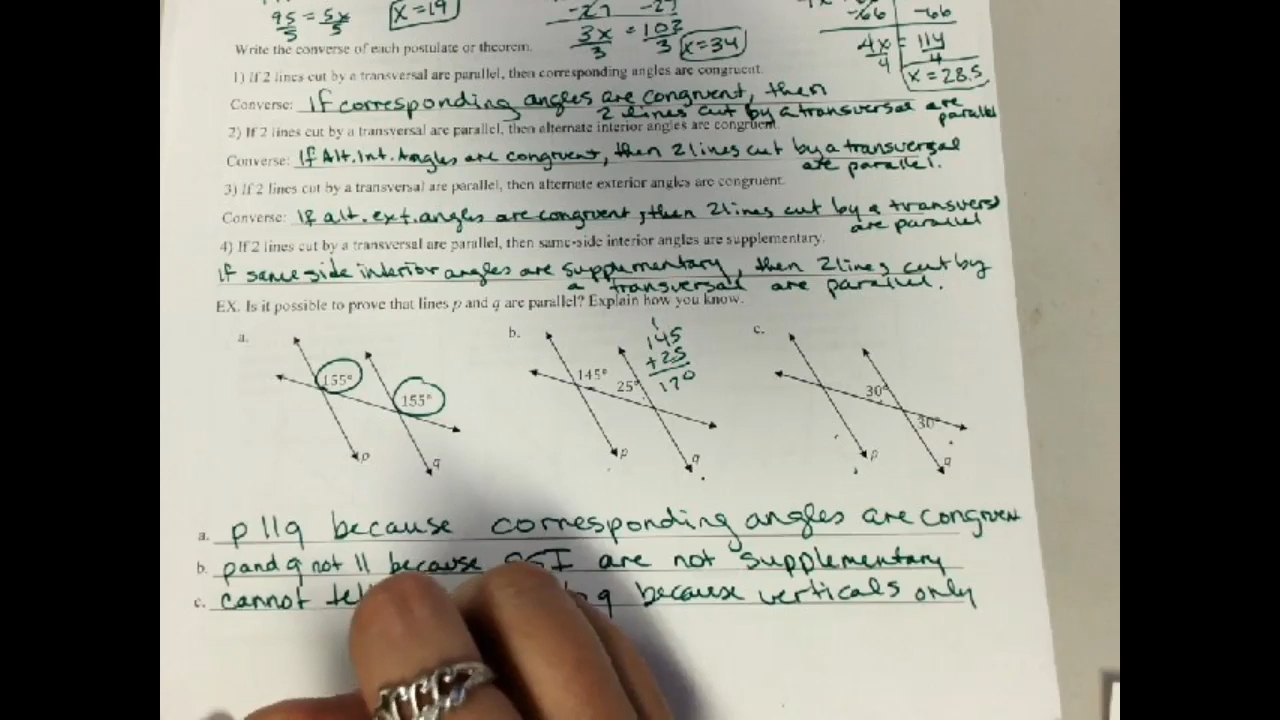 95 = 5x
5 5
x=19
-27 -27
3x = 102
3 3
x=34
-66 -66
4x = 114
4 4
x = 28.5
Write the converse of each postulate or theorem.
1) If 2 lines cut by a transversal are parallel, then corresponding angles are congruent.
Converse: If corresponding angles are congruent, then
2 lines cut by a transversal are
parallel
2) If 2 lines cut by a transversal are parallel, then alternate interior angles are congruent.
Converse: If Alt. Int. Angles are congruent, then 2 lines cut by a transversal
are parallel.
3) If 2 lines cut by a transversal are parallel, then alternate exterior angles are congruent.
Converse: If alt. ext. angles are congruent, then 2 lines cut by a transversl
are parallel
4) If 2 lines cut by a transversal are parallel, then same-side interior angles are supplementary.
If same side interior angles are supplementary, then 2 lines cut by
a transversal are parallel.
EX. Is it possible to prove that lines p and q are parallel? Explain how you know.
a.
155°
155°
p
q
b.
145°
25°
p
q
1
145
+25
170
c.
30°
30°
p
q
a. p||q because corresponding angles are congruent
b. p and q not || because SSI are not supplementary
c. cannot because verticals only